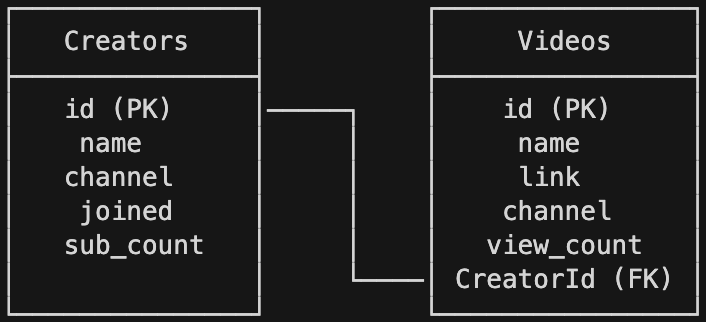 Creators
id (PK)
name
channel
joined
sub_count
Videos
id (PK)
name
link
channel
view_count
CreatorId (FK)